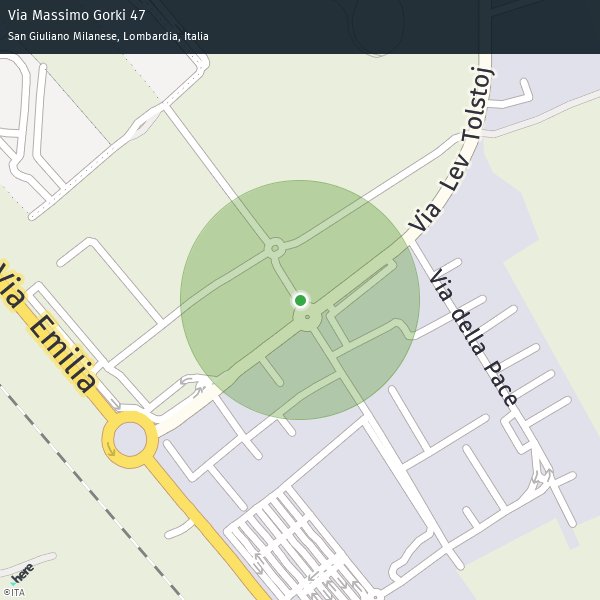 Via Massimo Gorki 47
San Giuliano Milanese, Lombardia, Italia
Via Lev Tolstoj
Via della Pace
Via Emilia
here
©ITA